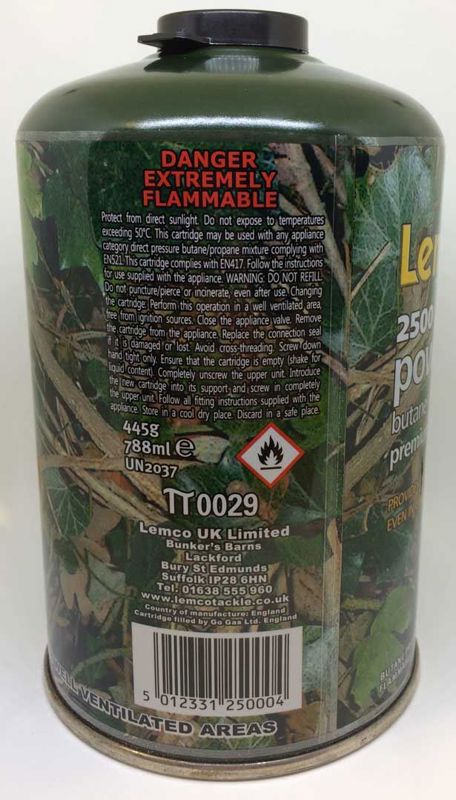 DANGER
EXTREMELY
FLAMMABLE
Protect from direct sunlight. Do not expose to temperatures
exceeding 50°C. This cartridge may be used with any appliance
category direct pressure butane/propane mixture complying with
EN521. This cartridge complies with EN417. Follow the instructions
for use supplied with the appliance. WARNING: DO NOT REFILL.
Do not puncture/pierce or incinerate, even after use. Changing
the cartridge. Perform this operation in a well ventilated area,
free from ignition sources. Close the appliance valve. Remove
the cartridge from the appliance. Replace the connection seal
if it is damaged or lost. Avoid cross-threading. Screw down
hand tight only. Ensure that the cartridge is empty (shake for
liquid content). Completely unscrew the upper unit. Introduce
the new cartridge into its support and screw in completely
the upper unit. Follow all fitting instructions supplied with the
appliance. Store in a cool dry place. Discard in a safe place.
445g
788ml ℮
UN2037
π0029
Lemco UK Limited
Bunker's Barns
Lackford
Bury St Edmunds
Suffolk IP28 6HN
Tel. 01638 555 960
www.lemcotackle.co.uk
Country of manufacture: England
Cartridge filled by Go Gas Ltd. England
5 012331 250004
WELL VENTILATED AREAS
Le
25
po
butane
premi
PROVID
EVEN IN
BUTAN